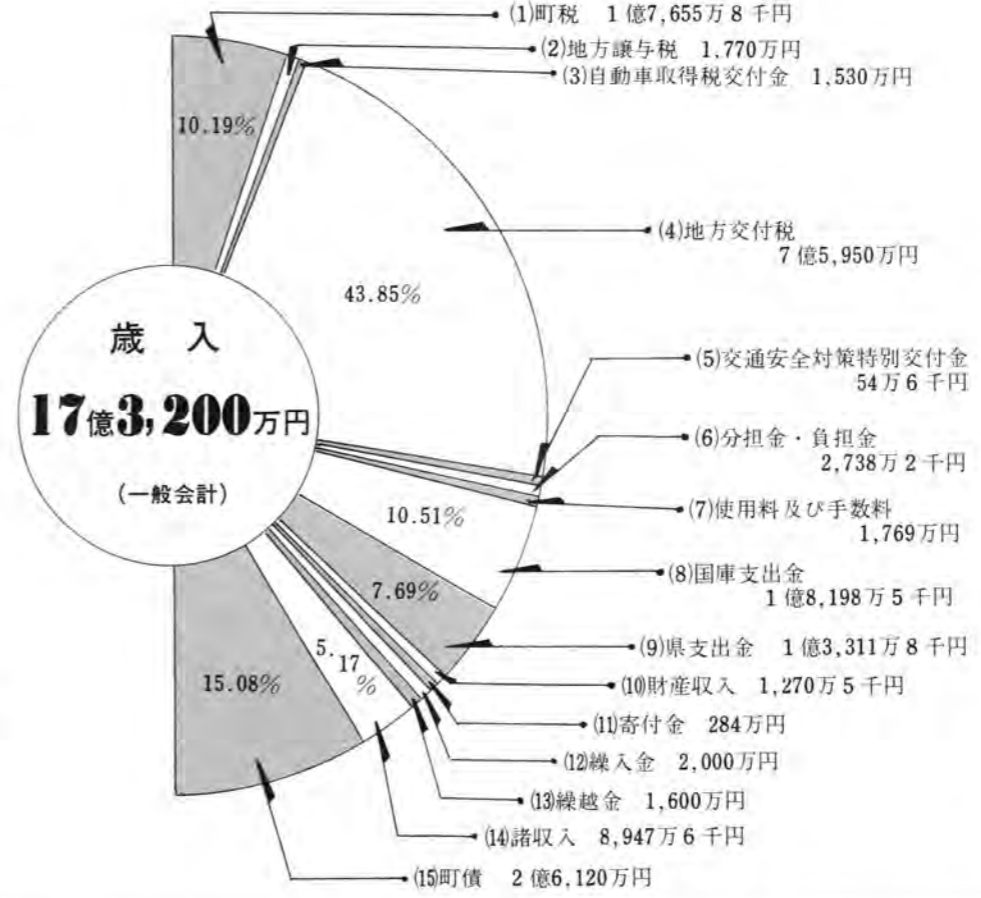 (1)町税 1億7,655万8千円
(2)地方譲与税 1,770万円
(3)自動車取得税交付金 1,530万円
10.19%
(4)地方交付税
7億5,950万円
43.85%
歳入
17億3,200万円
(一般会計)
(5)交通安全対策特別交付金
54万6千円
(6)分担金・負担金
2,738万2千円
(7)使用料及び手数料
1,769万円
10.51%
(8)国庫支出金
1億8,198万5千円
7.69%
(9)県支出金 1億3,311万8千円
(10)財産収入 1,270万5千円
(11)寄付金 284万円
(12)繰入金 2,000万円
(13)繰越金 1,600万円
5.
17
%
(14)諸収入 8,947万6千円
15.08%
(15)町債 2億6,120万円